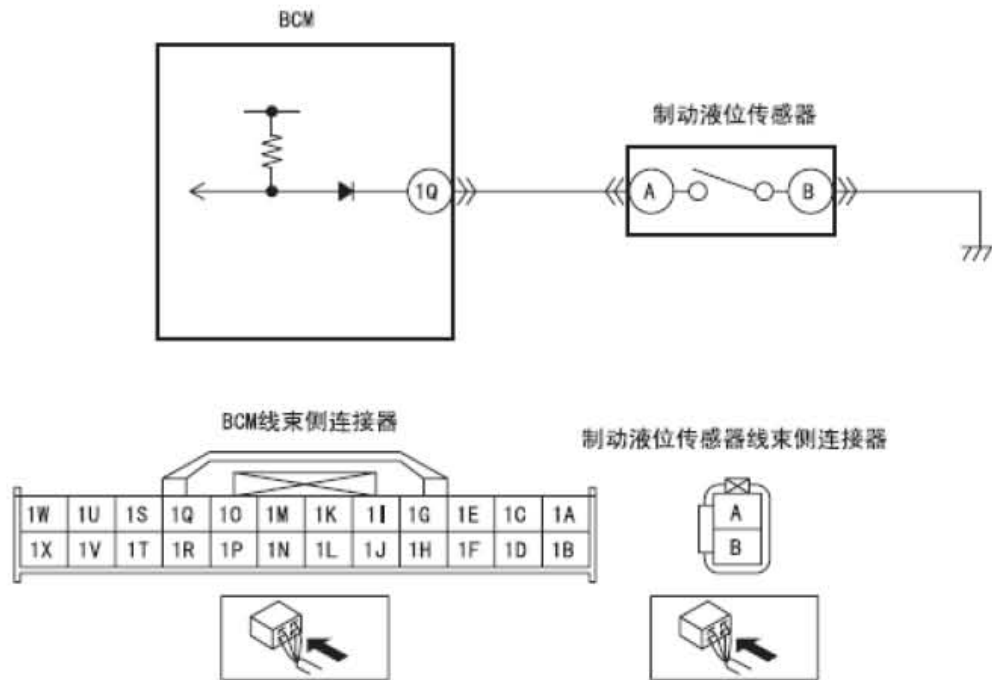 BCM
制动液位传感器
1Q
A
B
BCM线束侧连接器
制动液位传感器线束侧连接器
1W 1U 1S 1Q 1O 1M 1K 1I 1G 1E 1C 1A
1X 1V 1T 1R 1P 1N 1L 1J 1H 1F 1D 1B
A
B